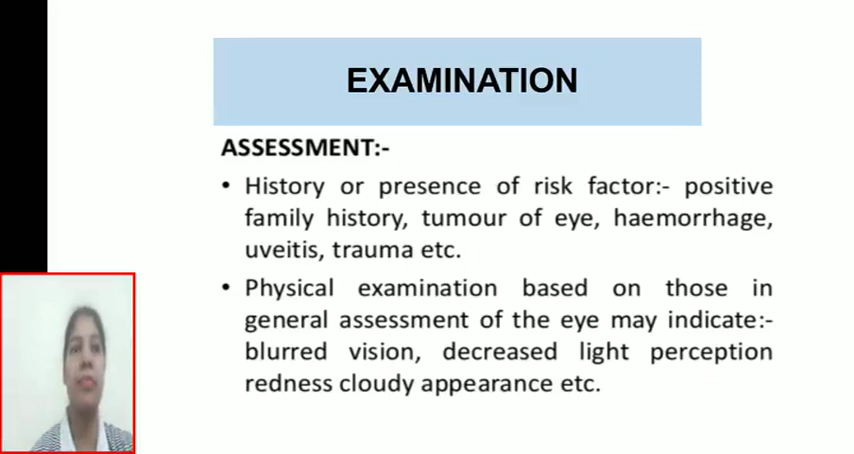 EXAMINATION
ASSESSMENT:-
• History or presence of risk factor:- positive
family history, tumour of eye, haemorrhage,
uveitis, trauma etc.
• Physical examination based on those in
general assessment of the eye may indicate:-
blurred vision, decreased light perception
redness cloudy appearance etc.